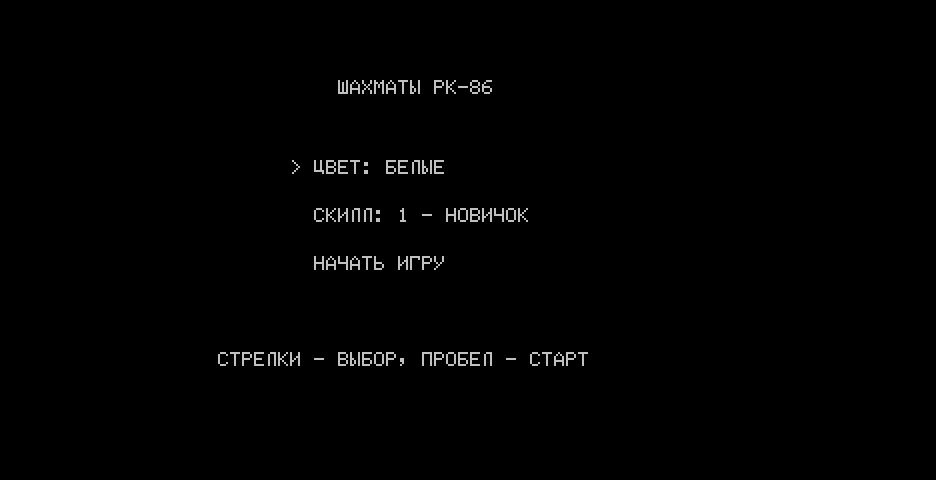 ШАХМАТЫ РК-86
> ЦВЕТ: БЕЛЫЕ
СКИЛЛ: 1 - НОВИЧОК
НАЧАТЬ ИГРУ
СТРЕЛКИ - ВЫБОР, ПРОБЕЛ - СТАРТ